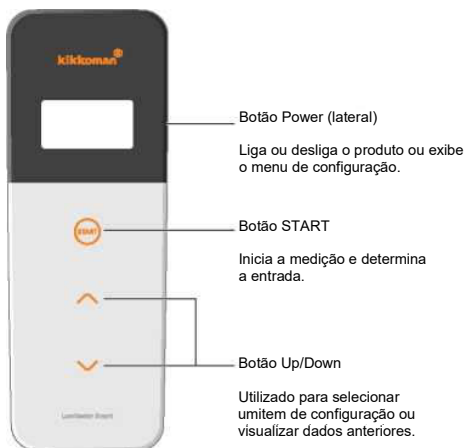 kikkoman®
Botão Power (lateral)
Liga ou desliga o produto ou exibe
o menu de configuração.
START
Botão START
Inicia a medição e determina
a entrada.
Botão Up/Down
Utilizado para selecionar
umitem de configuração ou
visualizar dados anteriores.
Lumitester Smart